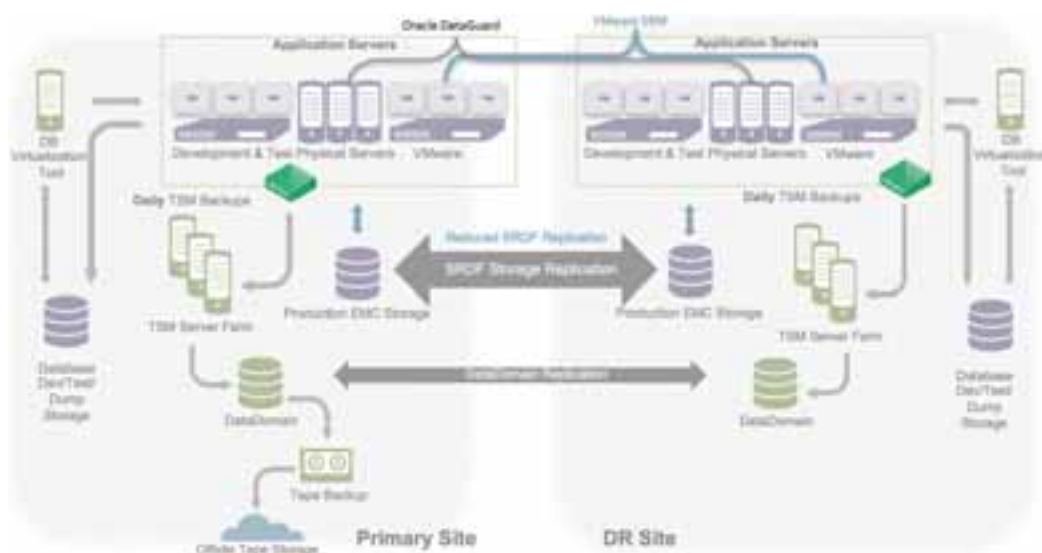 Oracle DataGuard
VMware SRM
Application Servers
Application Servers
DB
Virtualization
Tool
Development & Test
Physical Servers
VMware
Development & Test
Physical Servers
VMware
DB
Virtualization
Tool
Daily TSM Backups
Daily TSM Backups
Reduced SRDF Replication
SRDF Storage Replication
Production EMC Storage
Production EMC Storage
TSM Server Farm
TSM Server Farm
Database
Dev/Test/
Dump
Storage
DataDomain Replication
Database
Dev/Test/
Dump
Storage
DataDomain
DataDomain
Tape Backup
Offsite Tape Storage
Primary Site
DR Site